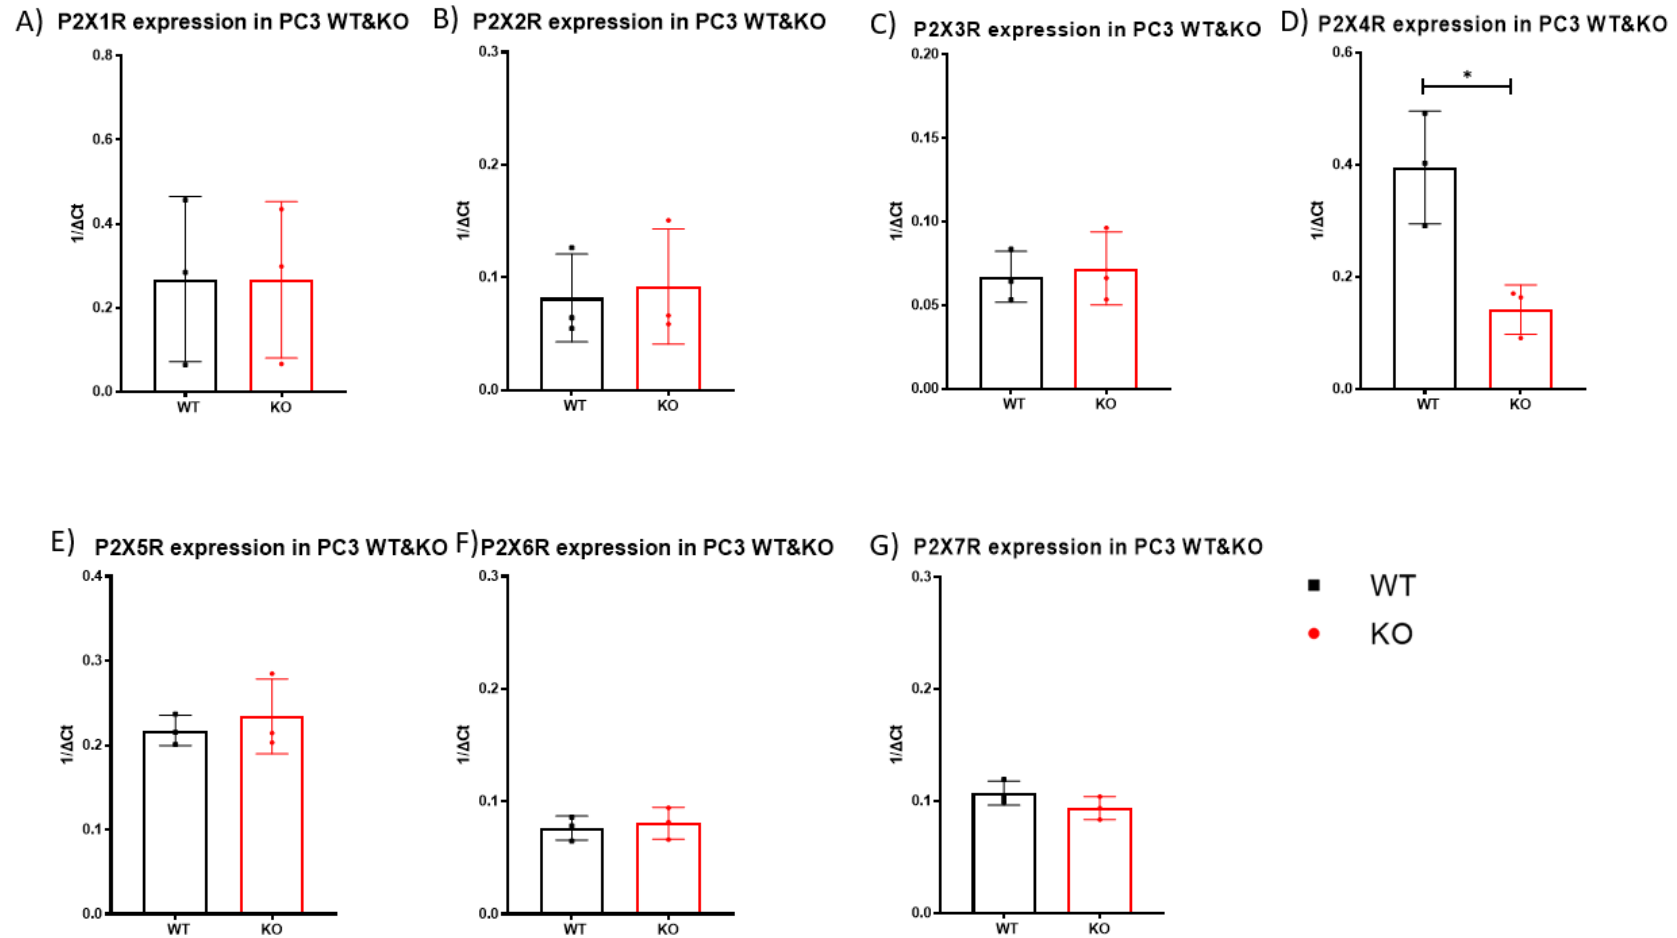 A) P2X1R expression in PC3 WT&KO
0.8
0.6
0.4
0.2
0.0
1/ΔCt
WT KO
B) P2X2R expression in PC3 WT&KO
0.3
0.2
0.1
0.0
1/ΔCt
WT KO
C) P2X3R expression in PC3 WT&KO
0.20
0.15
0.10
0.05
0.00
1/ΔCt
WT KO
D) P2X4R expression in PC3 WT&KO
0.6
0.4
0.2
0.0
1/ΔCt
*
WT KO
E) P2X5R expression in PC3 WT&KO
0.4
0.3
0.2
0.1
0.0
1/ΔCt
WT KO
F) P2X6R expression in PC3 WT&KO
0.3
0.2
0.1
0.0
1/ΔCt
WT KO
G) P2X7R expression in PC3 WT&KO
0.3
0.2
0.1
0.0
1/ΔCt
WT KO
WT
KO